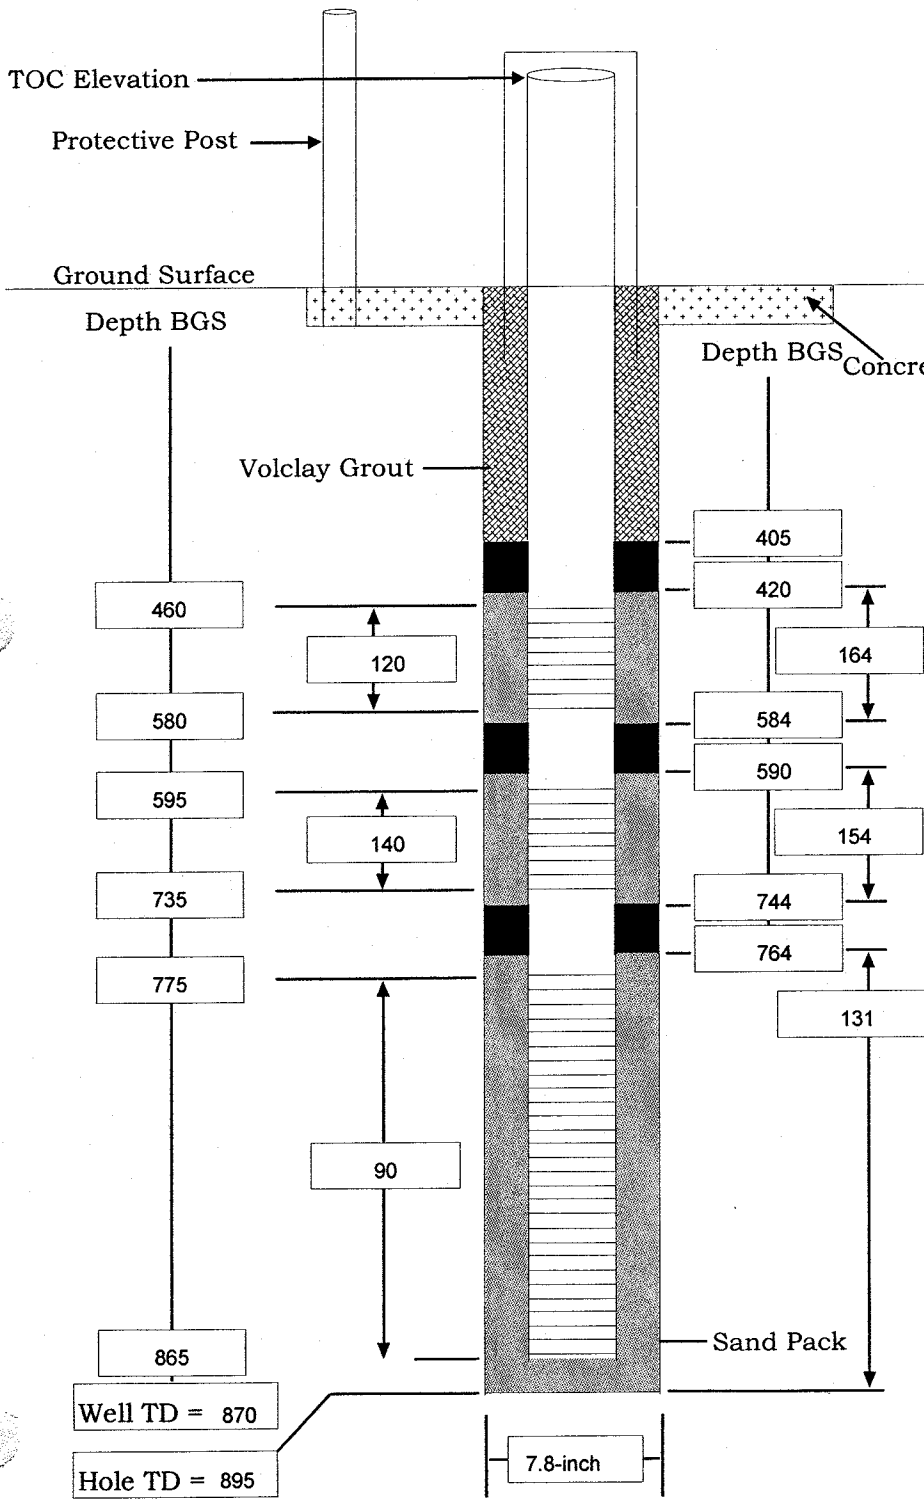 TOC Elevation
Protective Post
Ground Surface
Depth BGS
Depth BGS
Concre
Volclay Grout
405
460
420
120
164
580
584
595
590
140
154
735
744
775
764
131
90
865
Sand Pack
Well TD = 870
Hole TD = 895
7.8-inch